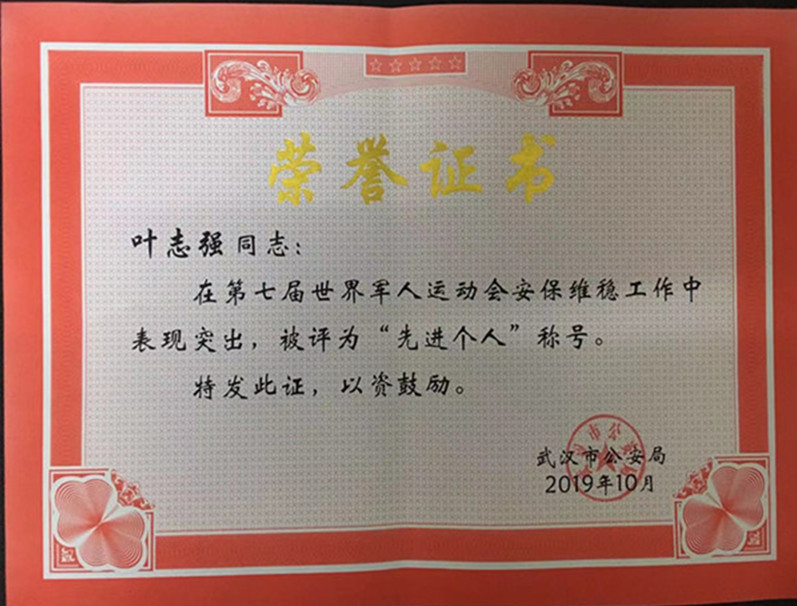 荣誉证书
叶志强同志：
在第七届世界军人运动会安保维稳工作中
表现突出，被评为“先进个人”称号。
特发此证，以资鼓励。
武汉市公安局
2019年10月